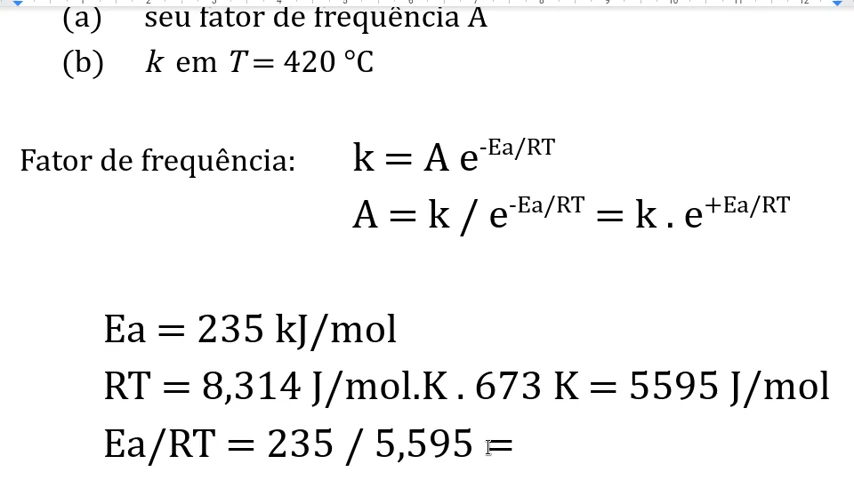 (a) seu fator de frequência A
(b) k em T = 420 °C
Fator de frequência: k = A e-Ea/RT
A = k / e-Ea/RT = k . e+Ea/RT
Ea = 235 kJ/mol
RT = 8,314 J/mol.K . 673 K = 5595 J/mol
Ea/RT = 235 / 5,595 =